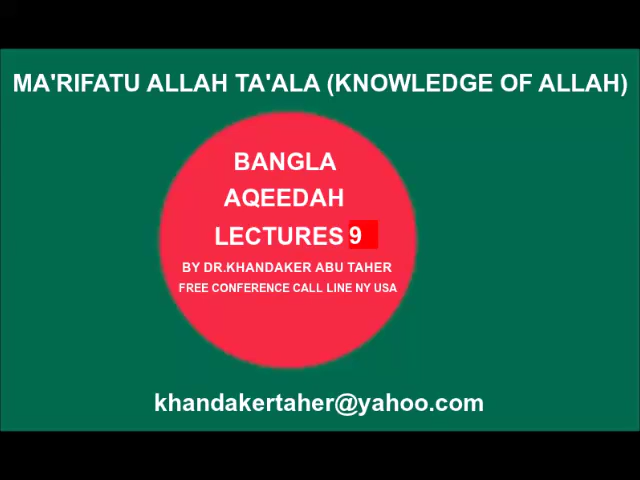 MA'RIFATU ALLAH TA'ALA (KNOWLEDGE OF ALLAH)
BANGLA
AQEEDAH
LECTURES 9
BY DR.KHANDAKER ABU TAHER
FREE CONFERENCE CALL LINE NY USA
khandakertaher@yahoo.com